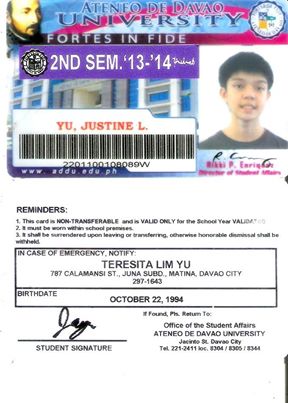 ATENEO DE DAVAO
UNIVERSITY
FORTES IN FIDE
2ND SEM. '13-'14
YU, JUSTINE L.
2201100108089W
www.addu.edu.ph
Rikki P. Enriquez
Director of Student Affairs
REMINDERS:
1. This card is NON-TRANSFERABLE and is VALID ONLY for the School Year VALIDATED
2. It must be worn within school premises.
3. It shall be surrendered upon leaving or transferring, otherwise honorable dismissal shall be
withheld.
IN CASE OF EMERGENCY, NOTIFY:
TERESITA LIM YU
787 CALAMANSI ST., JUNA SUBD., MATINA, DAVAO CITY
297-1643
BIRTHDATE
OCTOBER 22, 1994
If Found, Pls. Return To:
STUDENT SIGNATURE
Office of the Student Affairs
ATENEO DE DAVAO UNIVERSITY
Jacinto St. Davao City
Tel. 221-2411 loc. 8304 / 8305 / 8344